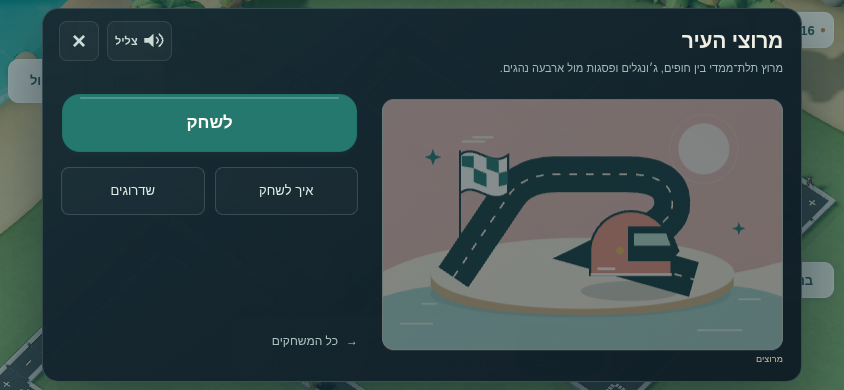 מרוצי העיר
צליל
מרוץ תלת־ממדי בין חופים, ג׳ונגלים ופסגות מול ארבעה נהגים.
לשחק
איך לשחק
שדרוגים
כל המשחקים
מרוצים
16